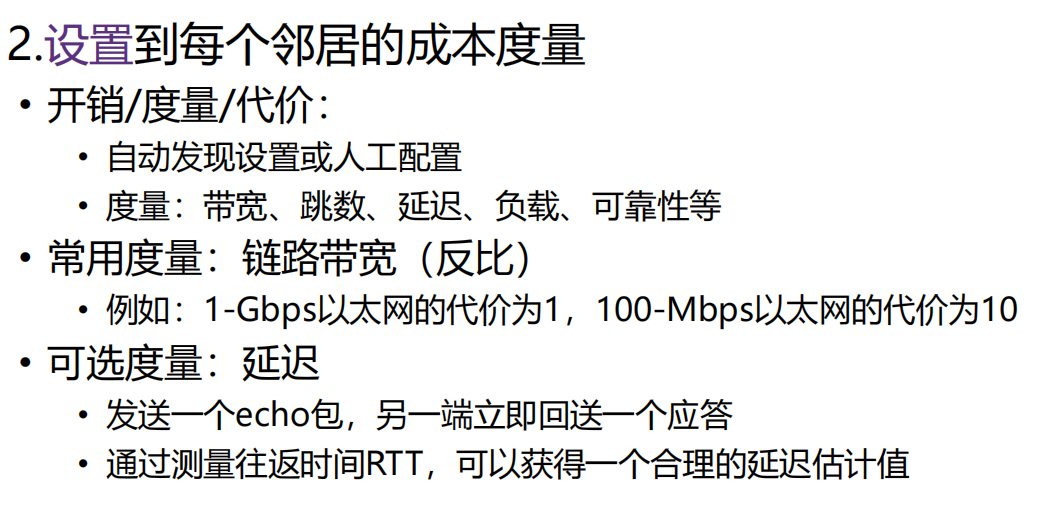 2.设置到每个邻居的成本度量
• 开销/度量/代价：
• 自动发现设置或人工配置
• 度量：带宽、跳数、延迟、负载、可靠性等
• 常用度量：链路带宽（反比）
• 例如：1-Gbps以太网的代价为1，100-Mbps以太网的代价为10
• 可选度量：延迟
• 发送一个echo包，另一端立即回送一个应答
• 通过测量往返时间RTT，可以获得一个合理的延迟估计值